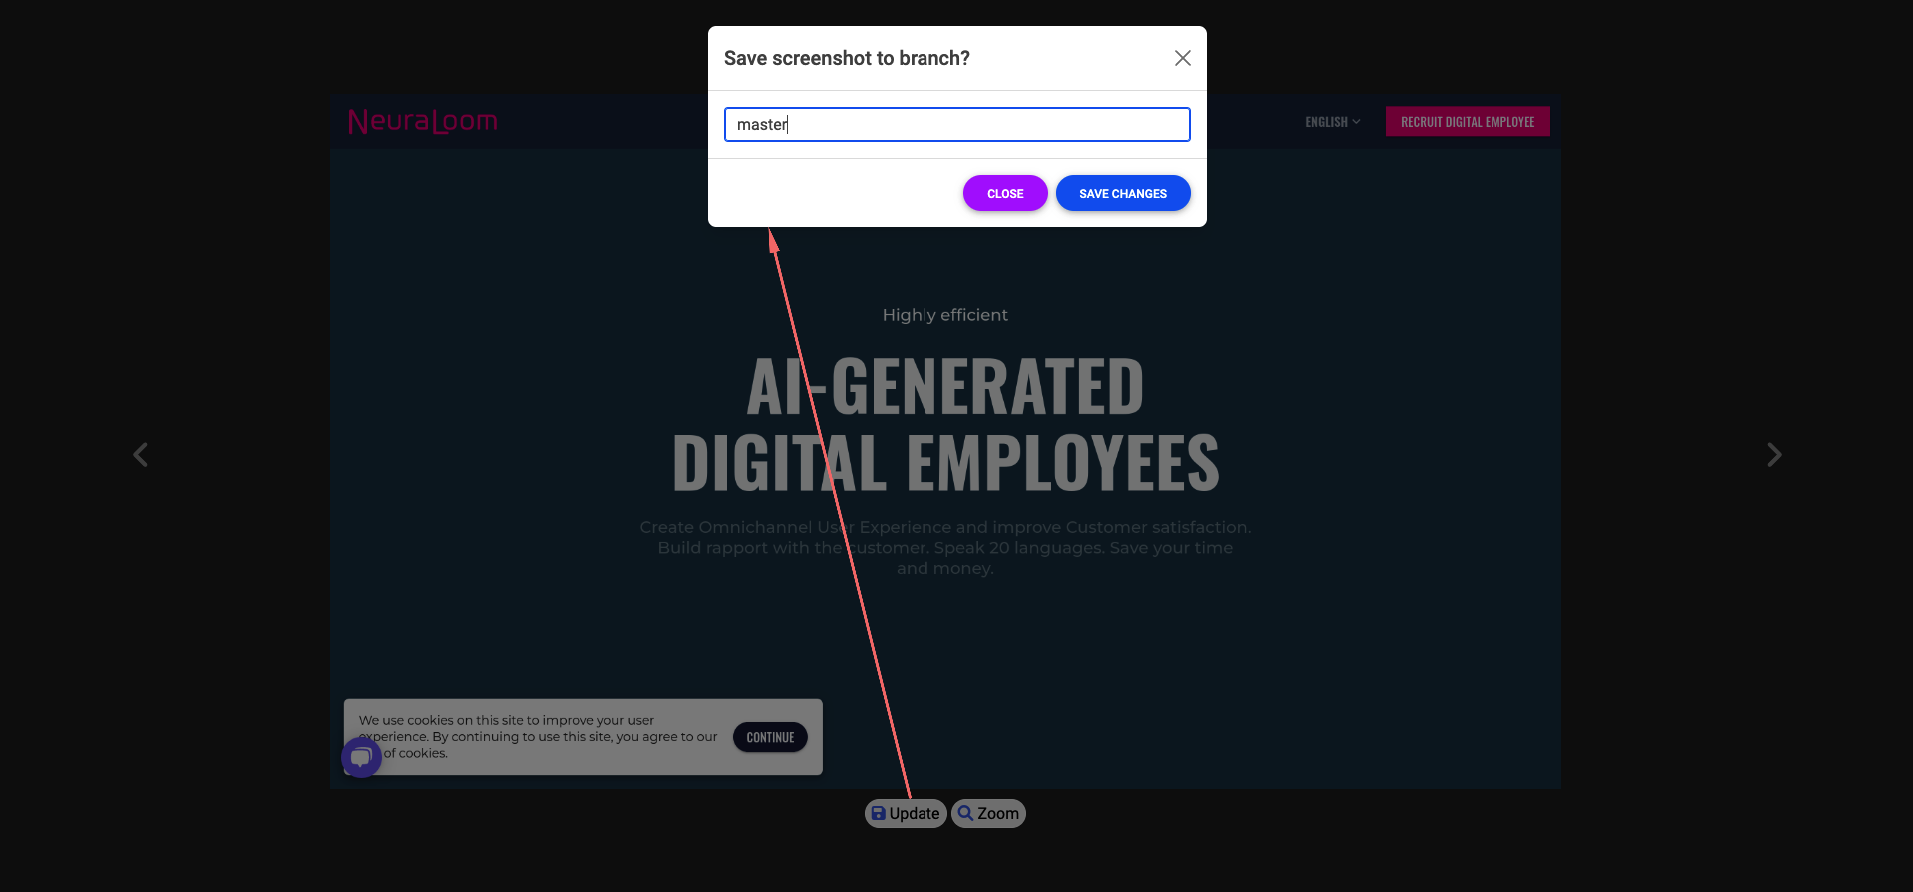 Save screenshot to branch?
master
CLOSE
SAVE CHANGES
NeuraLoom
ENGLISH
RECRUIT DIGITAL EMPLOYEE
Highly efficient
AI-GENERATED
DIGITAL EMPLOYEES
Create Omnichannel User Experience and improve Customer satisfaction.
Build rapport with the customer. Speak 20 languages. Save your time
and money.
We use cookies on this site to improve your user
experience. By continuing to use this site, you agree to our
of cookies.
CONTINUE
Update
Zoom